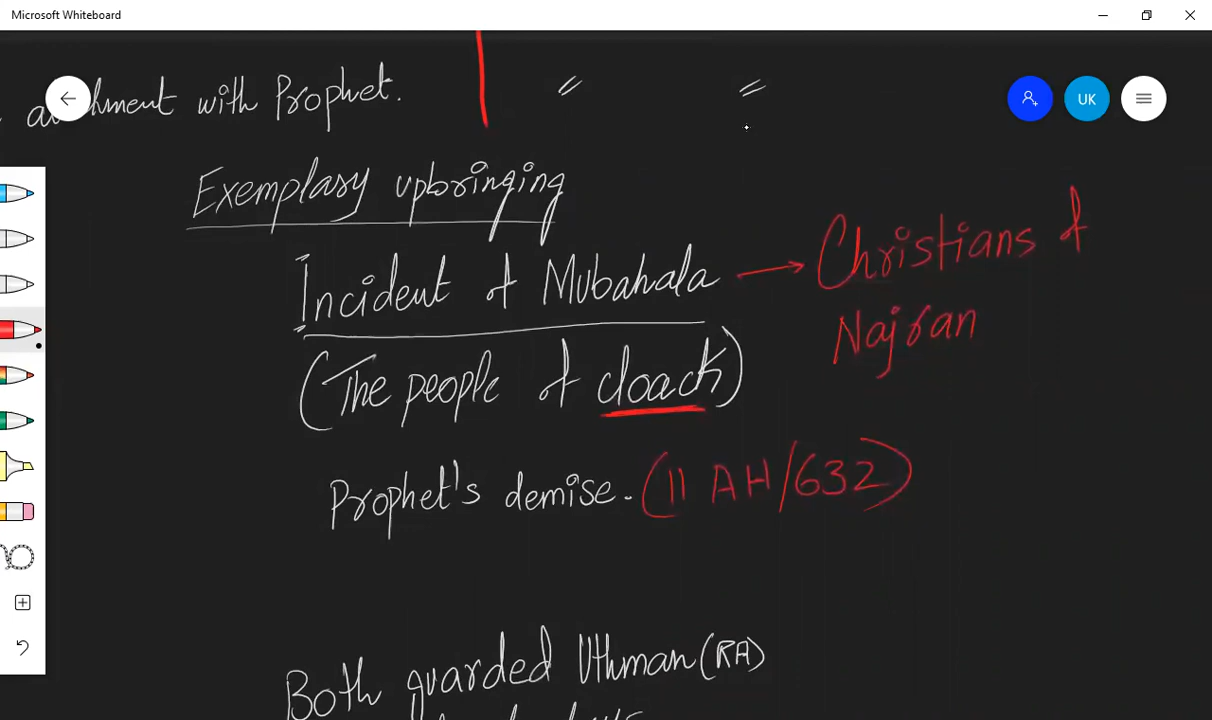 Microsoft Whiteboard
with Prophet.
UK
Exemplary upbringing
Incident of Mubahala → Christians of
Najran
(The people of cloack)
Prophet's demise. (11 AH/632)
Both guarded Uthman (RA)